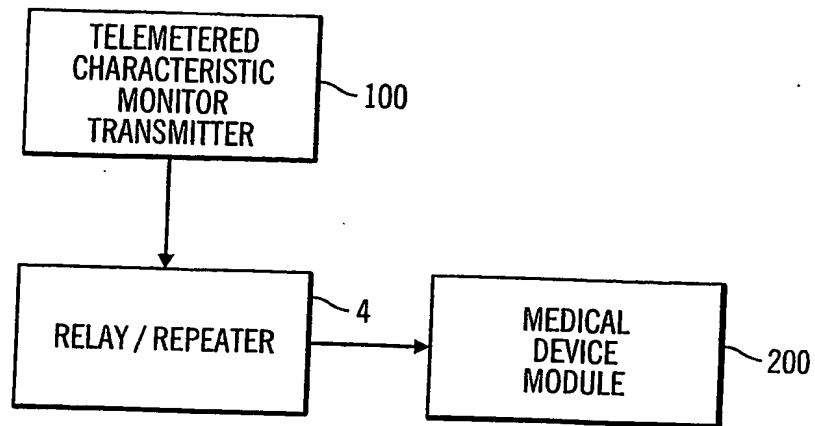 TELEMETERED
CHARACTERISTIC
MONITOR
TRANSMITTER
100
RELAY / REPEATER
4
MEDICAL
DEVICE
MODULE
200